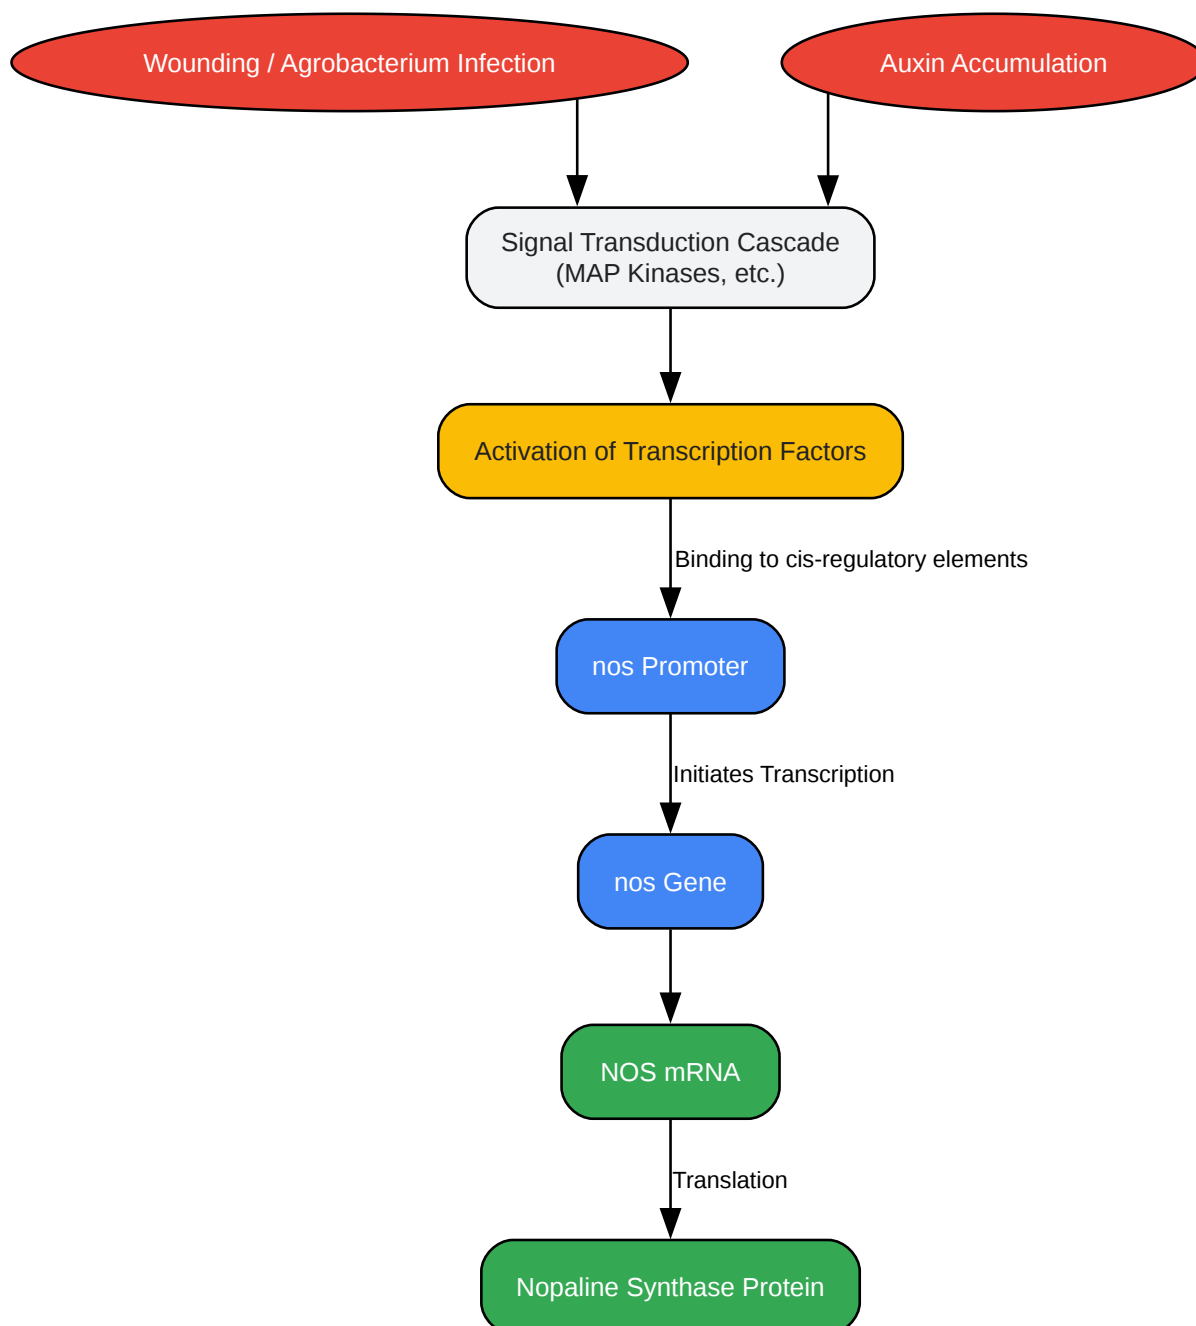 Wounding / Agrobacterium Infection
Auxin Accumulation
Signal Transduction Cascade
(MAP Kinases, etc.)
Activation of Transcription Factors
Binding to cis-regulatory elements
nos Promoter
Initiates Transcription
nos Gene
NOS mRNA
Translation
Nopaline Synthase Protein